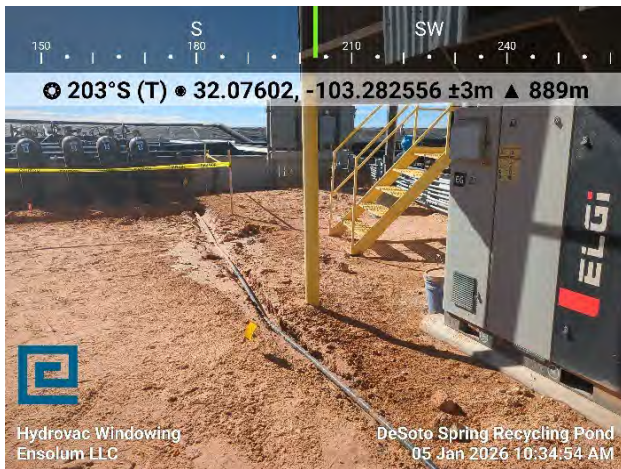 S SW
150 180 210 240
203°S (T) 32.07602, -103.282556 ±3m ▲ 889m
EG
ELGi
Hydrovac Windowing
Ensolum LLC
DeSoto Spring Recycling Pond
05 Jan 2026 10:34:54 AM